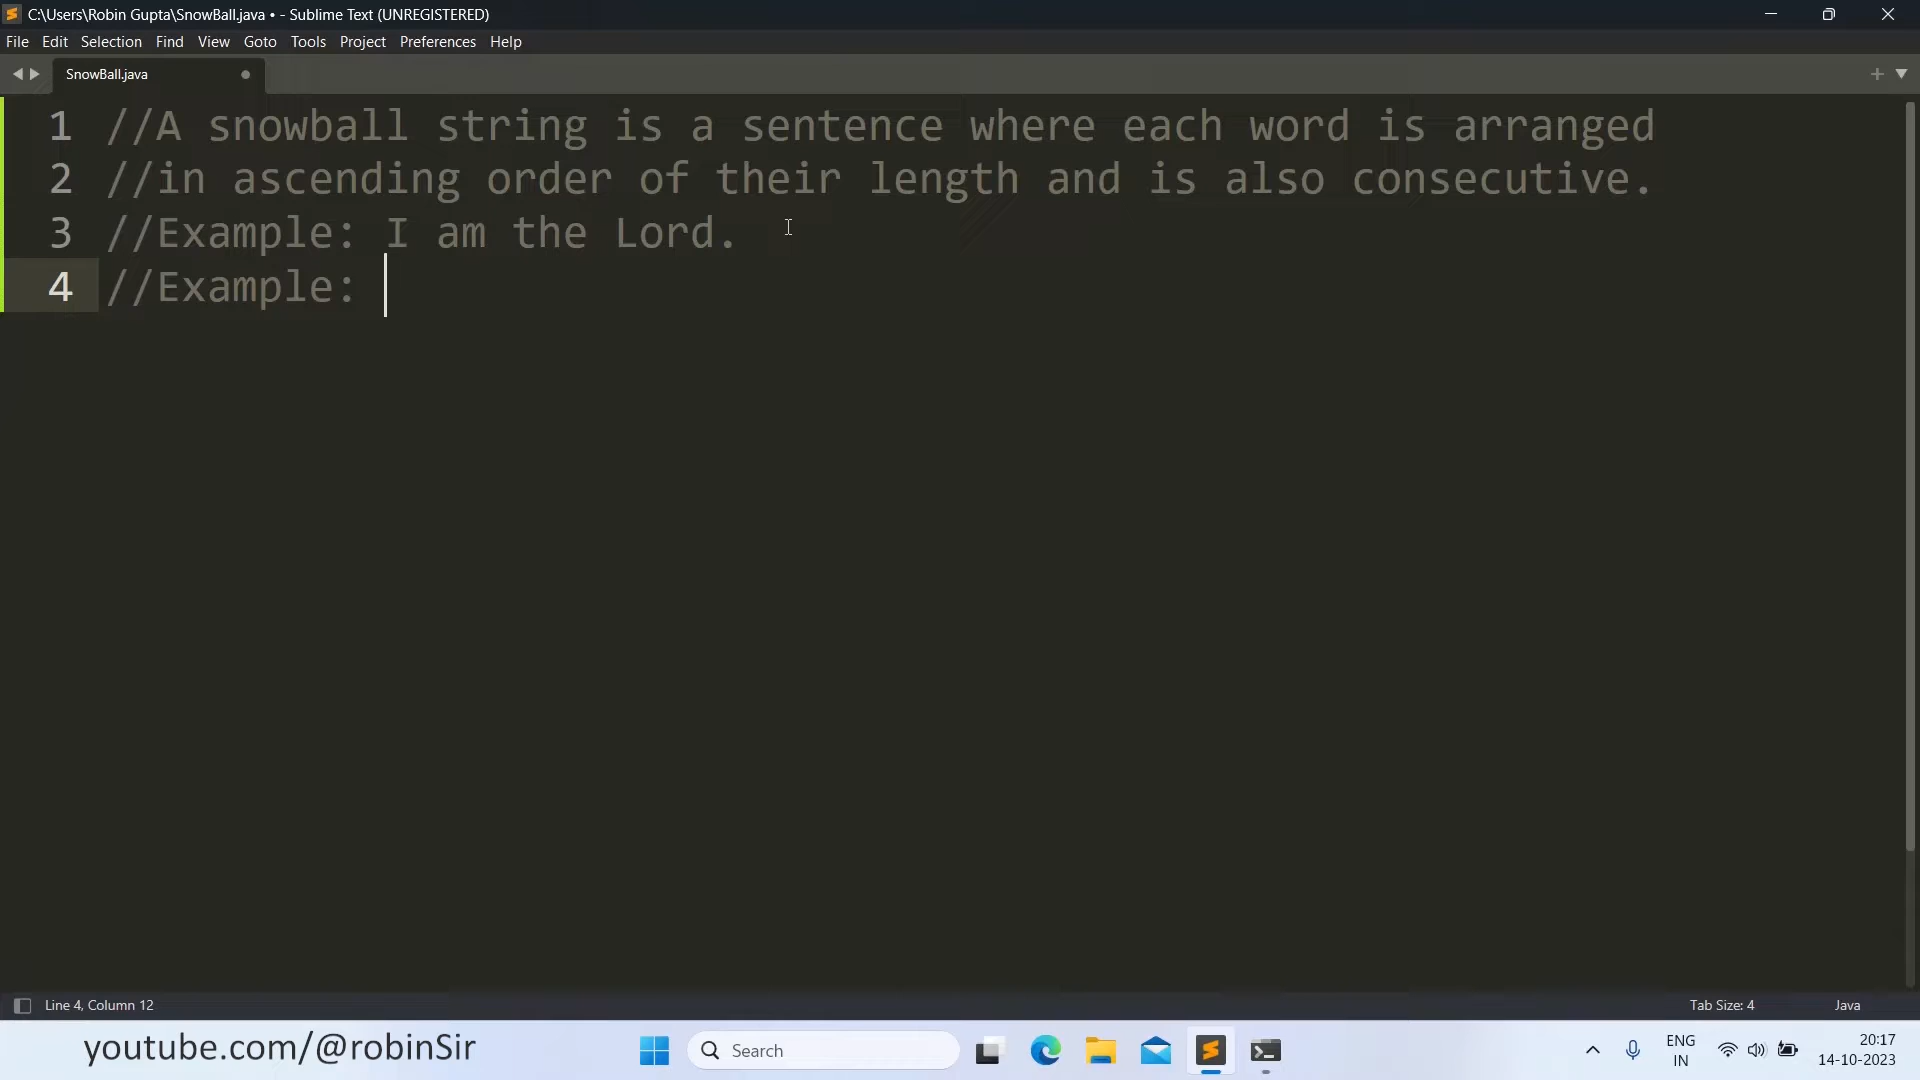 C:\Users\Robin Gupta\SnowBall.java • - Sublime Text (UNREGISTERED)
File Edit Selection Find View Goto Tools Project Preferences Help
SnowBall.java
1 //A snowball string is a sentence where each word is arranged
2 //in ascending order of their length and is also consecutive.
3 //Example: I am the Lord.
4 //Example:
Line 4, Column 12 Tab Size: 4 Java
youtube.com/@robinSir
Search
ENG
IN
20:17
14-10-2023